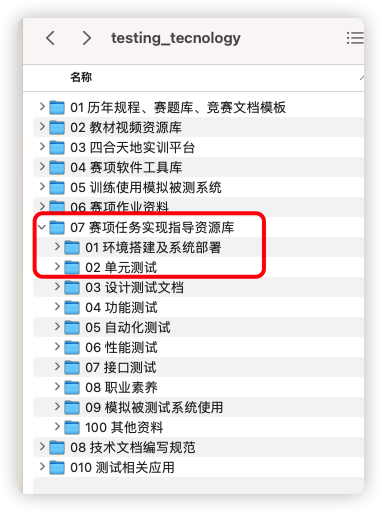 testing_tecnology
名称
01 历年规程、赛题库、竞赛文档模板
02 教材视频资源库
03 四合天地实训平台
04 赛项软件工具库
05 训练使用模拟被测系统
06 赛项作业资料
07 赛项任务实现指导资源库
01 环境搭建及系统部署
02 单元测试
03 设计测试文档
04 功能测试
05 自动化测试
06 性能测试
07 接口测试
08 职业素养
09 模拟被测试系统使用
100 其他资料
08 技术文档编写规范
010 测试相关应用